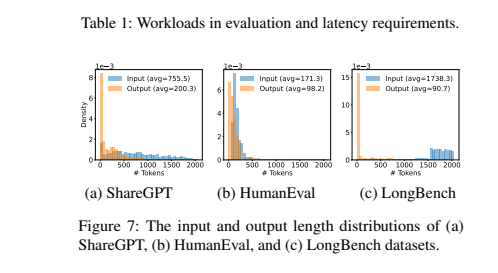 Table 1: Workloads in evaluation and latency requirements.
1e−3
Input (avg=755.5)
Output (avg=200.3)
Density
8
6
4
2
0
0 500 1000 1500 2000
# Tokens
1e−3
Input (avg=171.3)
Output (avg=98.2)
6
4
2
0
0 500 1000 1500 2000
# Tokens
1e−3
Input (avg=1738.3)
Output (avg=90.7)
15
10
5
0
0 500 1000 1500 2000
# Tokens
(a) ShareGPT (b) HumanEval (c) LongBench
Figure 7: The input and output length distributions of (a)
ShareGPT, (b) HumanEval, and (c) LongBench datasets.